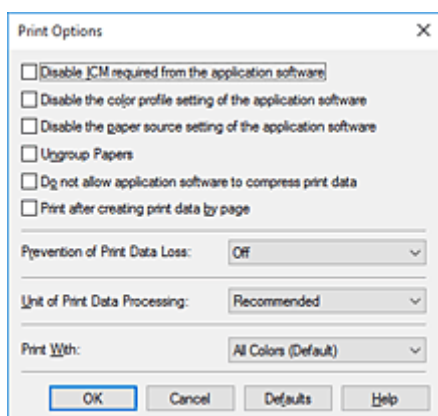 Print Options
Disable ICM required from the application software
Disable the color profile setting of the application software
Disable the paper source setting of the application software
Ungroup Papers
Do not allow application software to compress print data
Print after creating print data by page
Prevention of Print Data Loss: Off
Unit of Print Data Processing: Recommended
Print With: All Colors (Default)
OK Cancel Defaults Help